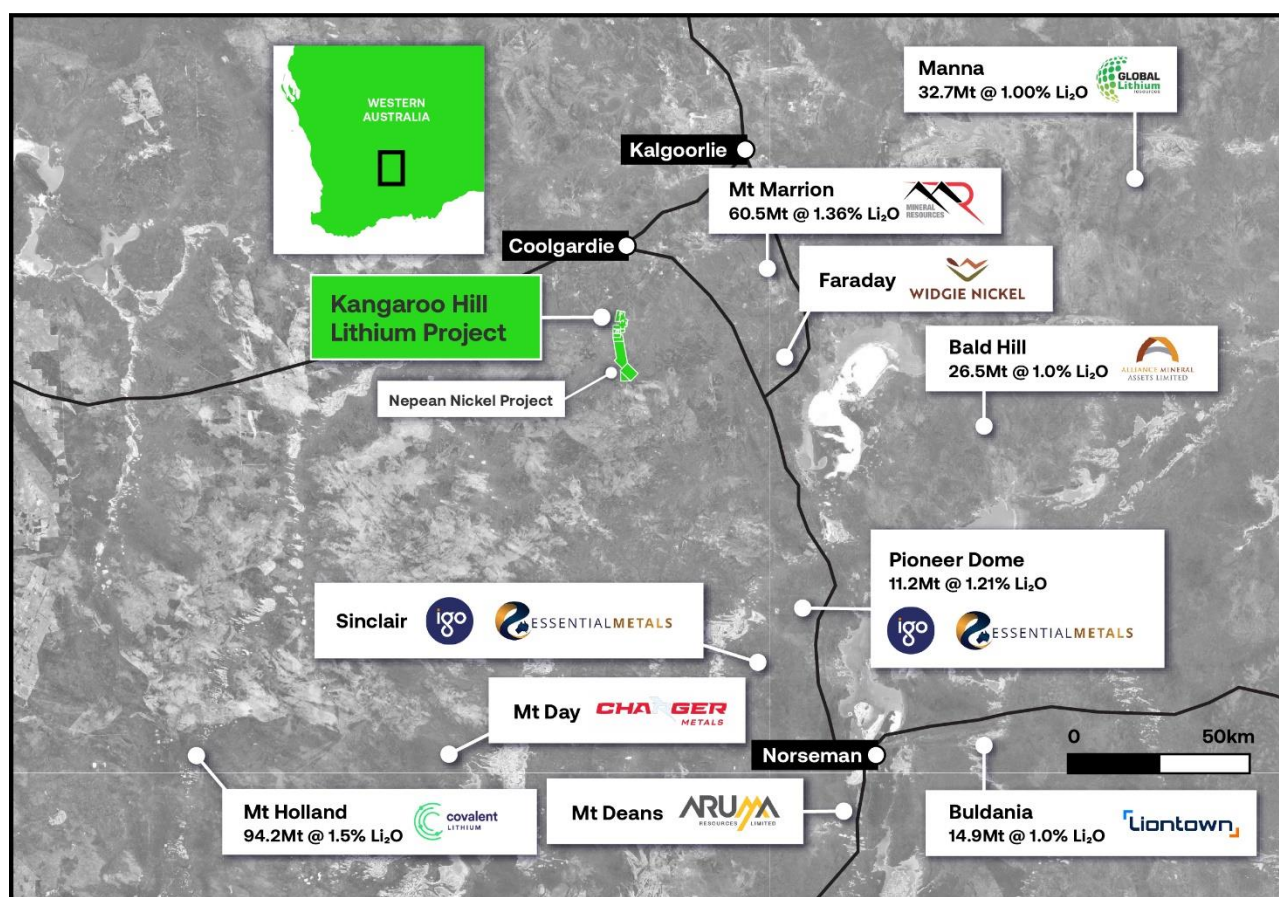 WESTERN
AUSTRALIA
Manna
32.7Mt @ 1.00% Li₂O
GLOBAL
Lithium
RESOURCES
Kalgoorlie
Mt Marrion
60.5Mt @ 1.36% Li₂O
MINERAL
RESOURCES
Coolgardie
Faraday
WIDGIE NICKEL
Kangaroo Hill
Lithium Project
Bald Hill
26.5Mt @ 1.0% Li₂O
ALLIANCE MINERAL
ASSETS LIMITED
Nepean Nickel Project
Pioneer Dome
11.2Mt @ 1.21% Li₂O
igo
ESSENTIALMETALS
Sinclair
igo
ESSENTIALMETALS
Mt Day
CHARGER
METALS
Norseman
0 50km
Mt Holland
94.2Mt @ 1.5% Li₂O
covalent
LITHIUM
Mt Deans
ARUMA
RESOURCES LIMITED
Buldania
14.9Mt @ 1.0% Li₂O
Liontown